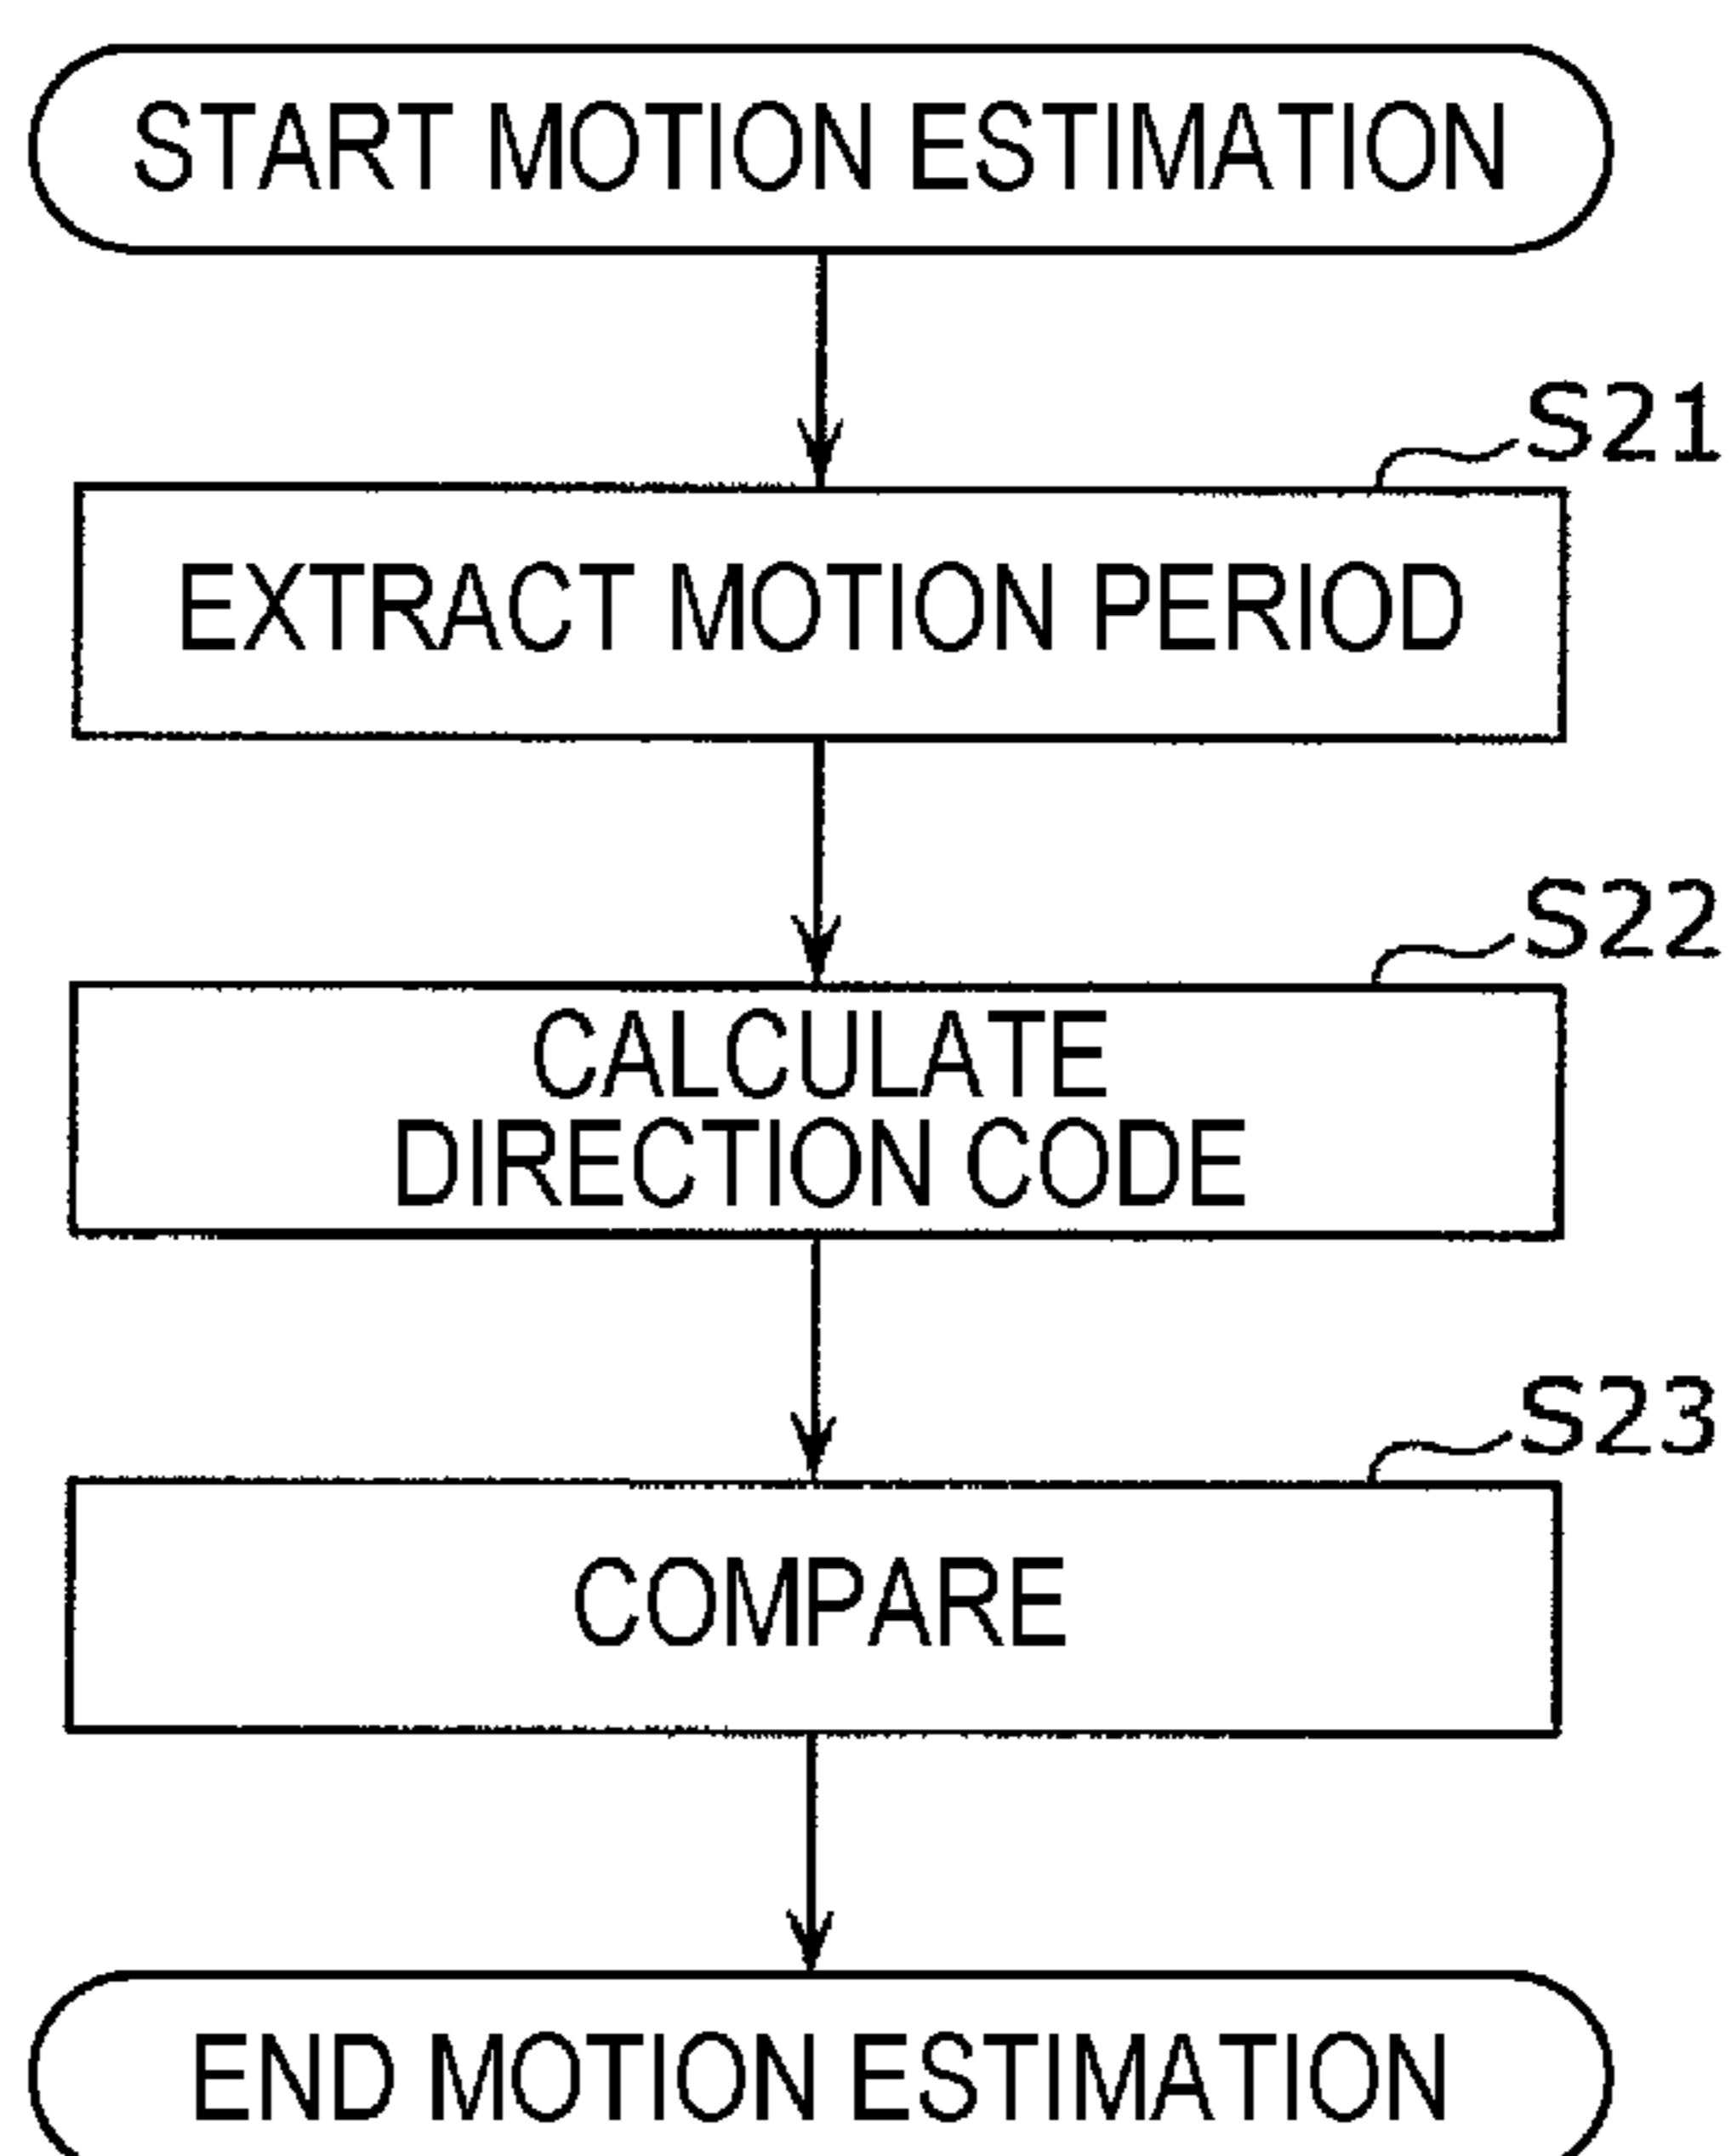 START MOTION ESTIMATION
S21
EXTRACT MOTION PERIOD
S22
CALCULATE
DIRECTION CODE
S23
COMPARE
END MOTION ESTIMATION